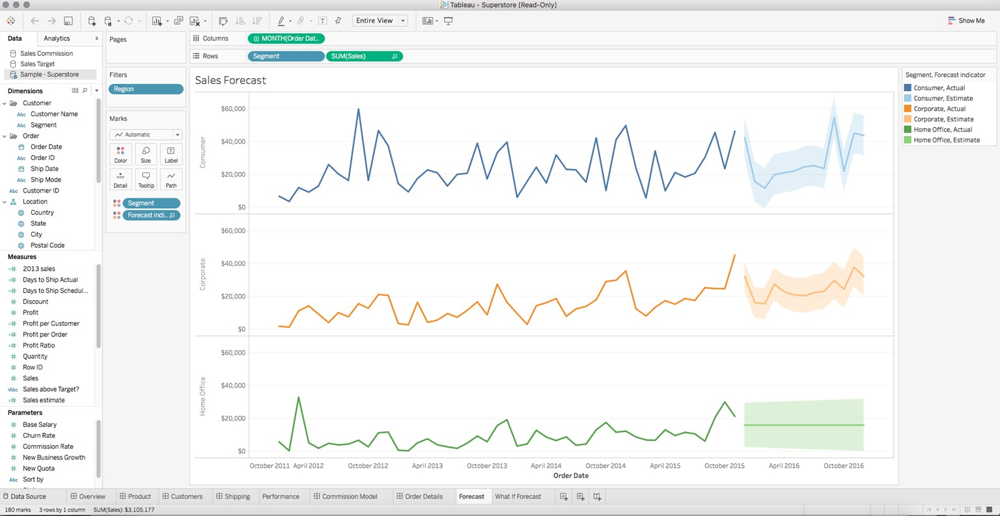 Tableau - Superstore [Read-Only]
Entire View
Show Me
Data
Analytics
Sales Commission
Sales Target
Sample - Superstore
Dimensions
Customer
Abc Customer Name
Abc Segment
Order
Order Date
Abc Order ID
Ship Date
Abc Ship Mode
Abc Customer ID
Location
Country
State
City
Postal Code
Measures
2013 sales
Days to Ship Actual
Days to Ship Schedul...
Discount
Profit
Profit per Customer
Profit per Order
Profit Ratio
Quantity
Row ID
Sales
Abc Sales above Target?
Sales estimate
Parameters
Base Salary
Churn Rate
Commission Rate
New Business Growth
New Quota
Abc Sort by
Pages
Filters
Region
Marks
Automatic
Color Size Label
Detail Tooltip Path
Segment
Forecast indi..
Columns MONTH(Order Dat..
Rows Segment SUM(Sales)
Sales Forecast
Consumer
$60,000
$40,000
$20,000
$0
Corporate
$60,000
$40,000
$20,000
$0
Home Office
$60,000
$40,000
$20,000
$0
October 2011 April 2012 October 2012 April 2013 October 2013 April 2014 October 2014 April 2015 October 2015 April 2016 October 2016
Order Date
Segment, Forecast indicator
Consumer, Actual
Consumer, Estimate
Corporate, Actual
Corporate, Estimate
Home Office, Actual
Home Office, Estimate
Data Source Overview Product Customers Shipping Performance Commission Model Order Details Forecast What If Forecast
180 marks 3 rows by 1 column SUM(Sales): $3,105,177